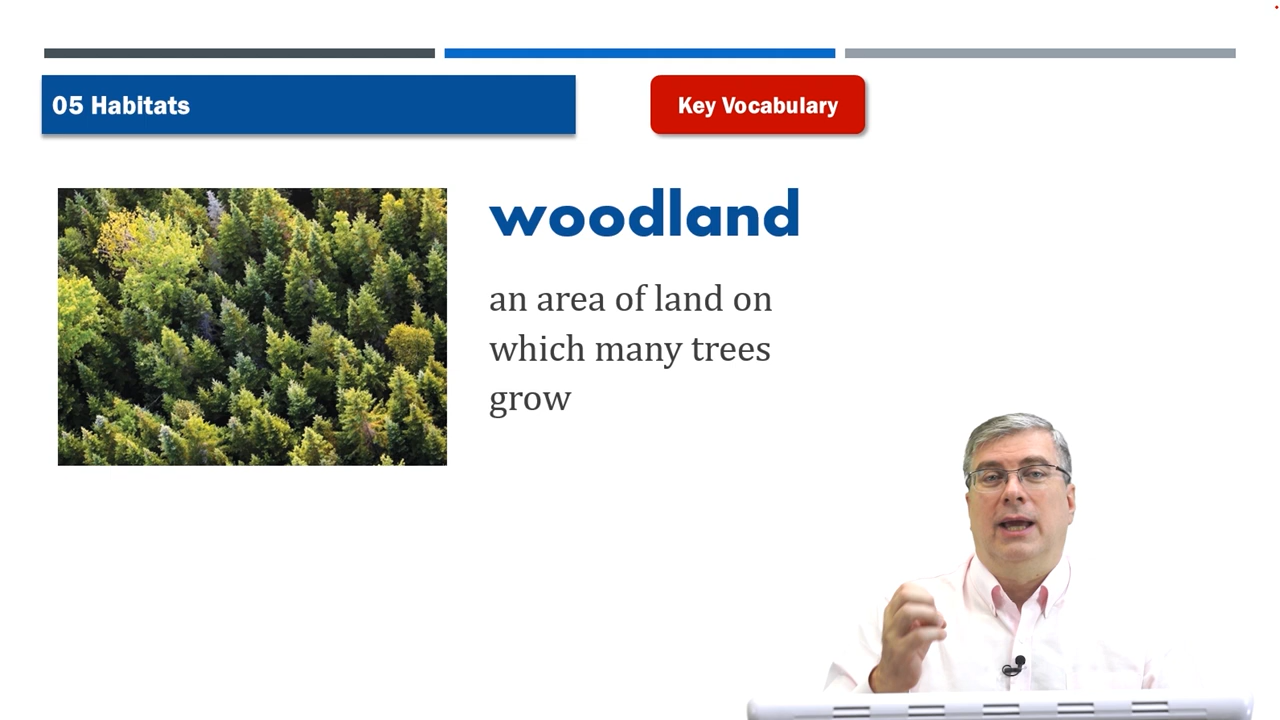 05 Habitats
Key Vocabulary
woodland
an area of land on
which many trees
grow